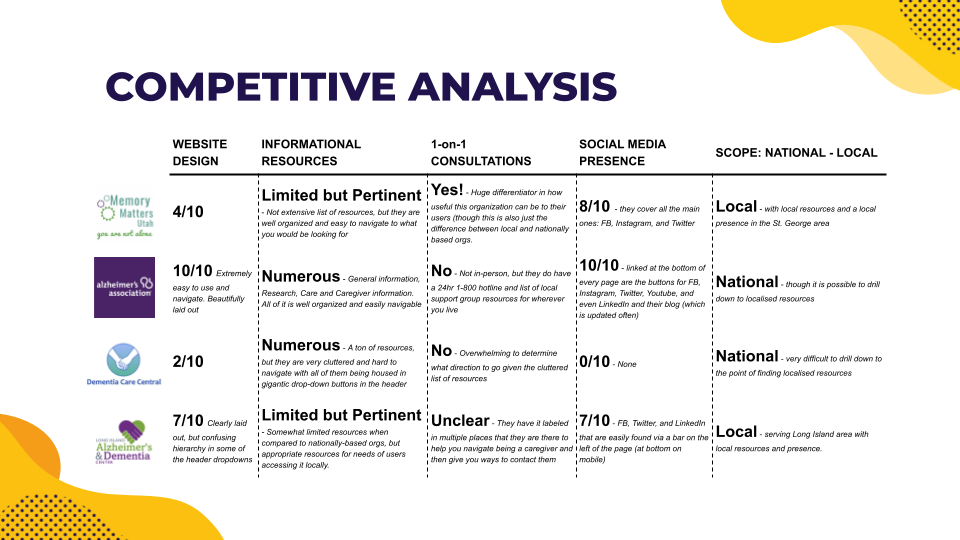 COMPETITIVE ANALYSIS
WEBSITE
DESIGN
INFORMATIONAL
RESOURCES
1-on-1
CONSULTATIONS
SOCIAL MEDIA
PRESENCE
SCOPE: NATIONAL - LOCAL
Memory
Matters
Utah
you are not alone
4/10
Limited but Pertinent
- Not extensive list of resources, but they are
well organized and easy to navigate to what
you would be looking for
Yes! - Huge differentiator in how
useful this organization can be to their
users (though this is also just the
difference between local and nationally
based orgs.
8/10 - they cover all the main
ones: FB, Instagram, and Twitter
Local - with local resources and a local
presence in the St. George area
alzheimer's
association
10/10 Extremely
easy to use and
navigate. Beautifully
laid out
Numerous - General information,
Research, Care and Caregiver information.
All of it is well organized and easily navigable
No - Not in-person, but they do have
a 24hr 1-800 hotline and list of local
support group resources for wherever
you live
10/10 - linked at the bottom of
every page are the buttons for FB,
Instagram, Twitter, Youtube, and
even LinkedIn and their blog (which
is updated often)
National - though it is possible to drill
down to localised resources
Dementia Care Central
2/10
Numerous - A ton of resources,
but they are very cluttered and hard to
navigate with all of them being housed in
gigantic drop-down buttons in the header
No - Overwhelming to determine
what direction to go given the cluttered
list of resources
0/10 - None
National - very difficult to drill down to
the point of finding localised resources
LONG ISLAND
Alzheimer's
& Dementia
CENTER
7/10 Clearly laid
out, but confusing
hierarchy in some of
the header dropdowns
Limited but Pertinent
- Somewhat limited resources when
compared to nationally-based orgs, but
appropriate resources for needs of users
accessing it locally.
Unclear - They have it labeled
in multiple places that they are there to
help you navigate being a caregiver and
then give you ways to contact them
7/10 - FB, Twitter, and LinkedIn
that are easily found via a bar on the
left of the page (at bottom on
mobile)
Local - serving Long Island area with
local resources and presence.